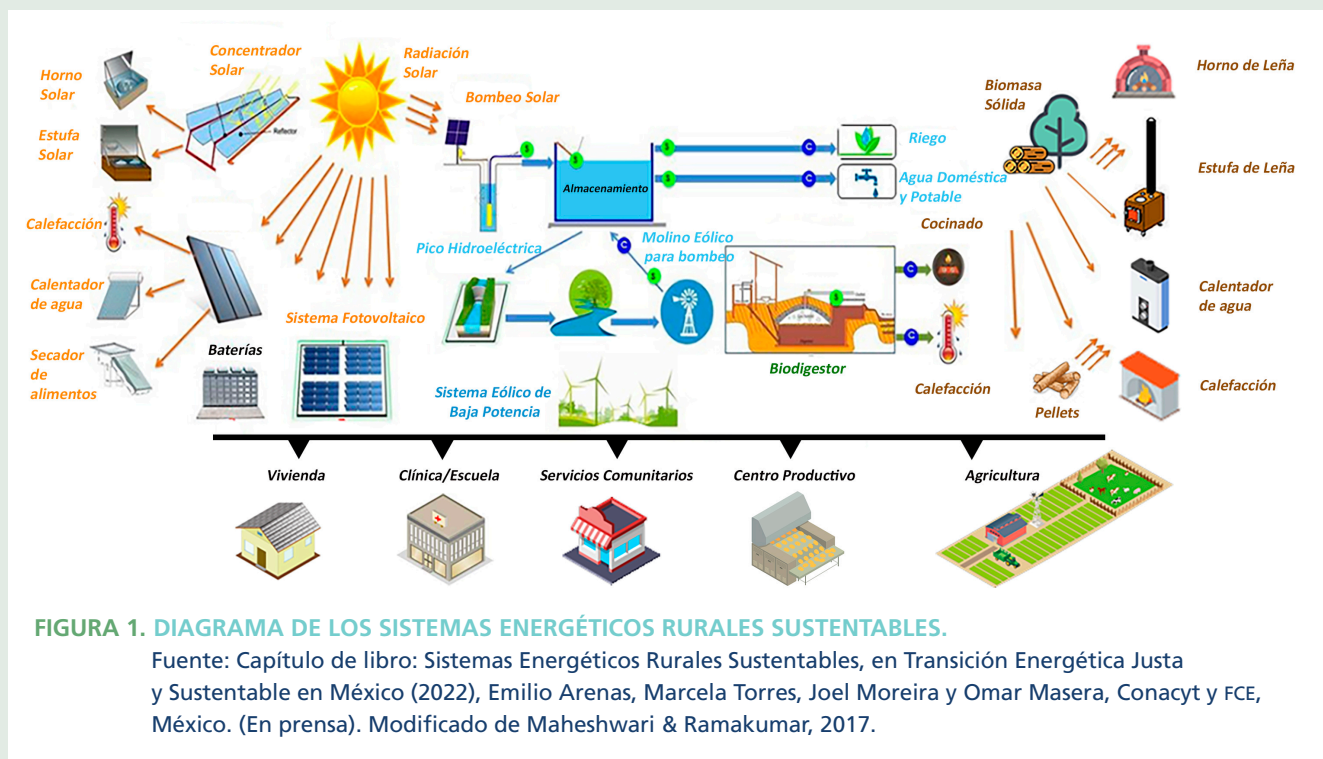 Horno
Solar
Concentrador
Solar
Radiación
Solar
Reflector
Estufa
Solar
Bombeo Solar
$
$
Almacenamiento
$
C
Riego
$
C
Agua Doméstica
y Potable
Biomasa
Sólida
Horno de Leña
Estufa de Leña
Calefacción
Calentador
de agua
Secador
de
alimentos
Baterías
Sistema Fotovoltaico
Pico Hidroeléctrica
C
Molino Eólico
para bombeo
$
Sistema Eólico de
Baja Potencia
$
Biodigestor
C
Cocinado
C
Calefacción
Pellets
Calentador
de agua
Calefacción
Vivienda
Clínica/Escuela
Servicios Comunitarios
Centro Productivo
Agricultura
FIGURA 1. DIAGRAMA DE LOS SISTEMAS ENERGÉTICOS RURALES SUSTENTABLES.
Fuente: Capítulo de libro: Sistemas Energéticos Rurales Sustentables, en Transición Energética Justa
y Sustentable en México (2022), Emilio Arenas, Marcela Torres, Joel Moreira y Omar Masera, Conacyt y FCE,
México. (En prensa). Modificado de Maheshwari & Ramakumar, 2017.